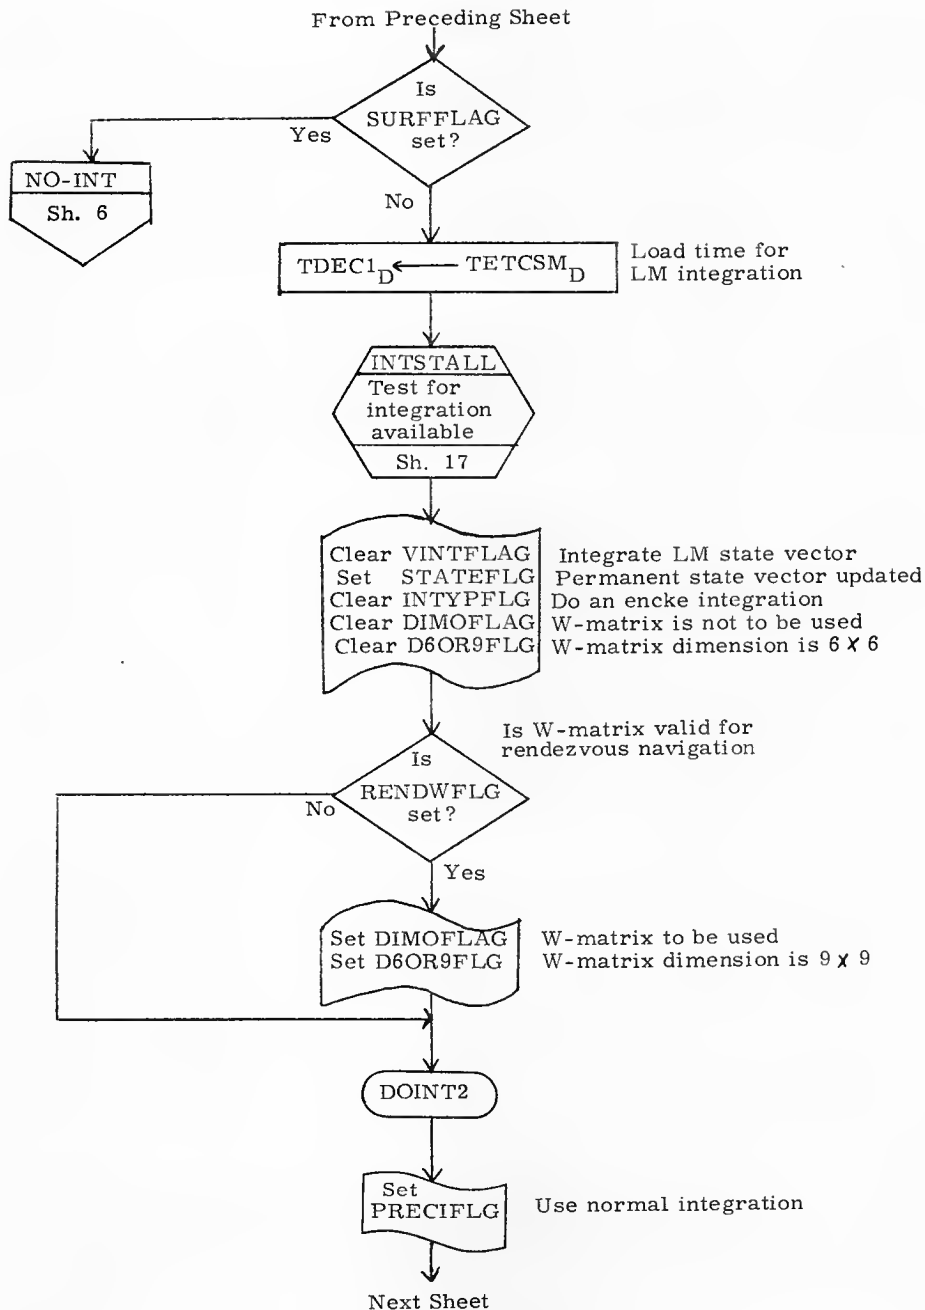 From Preceding Sheet
Is
SURFFLAG
set?
Yes
NO-INT
Sh. 6
No
TDEC1D ← TETCSMD
Load time for
LM integration
INTSTALL
Test for
integration
available
Sh. 17
Clear VINTFLAG Integrate LM state vector
Set STATEFLG Permanent state vector updated
Clear INTYPFLG Do an encke integration
Clear DIMOFLAG W-matrix is not to be used
Clear D6OR9FLG W-matrix dimension is 6 x 6
Is W-matrix valid for
rendezvous navigation
Is
RENDWFLG
set?
No
Yes
Set DIMOFLAG W-matrix to be used
Set D6OR9FLG W-matrix dimension is 9 x 9
DOINT2
Set
PRECIFLG
Use normal integration
Next Sheet